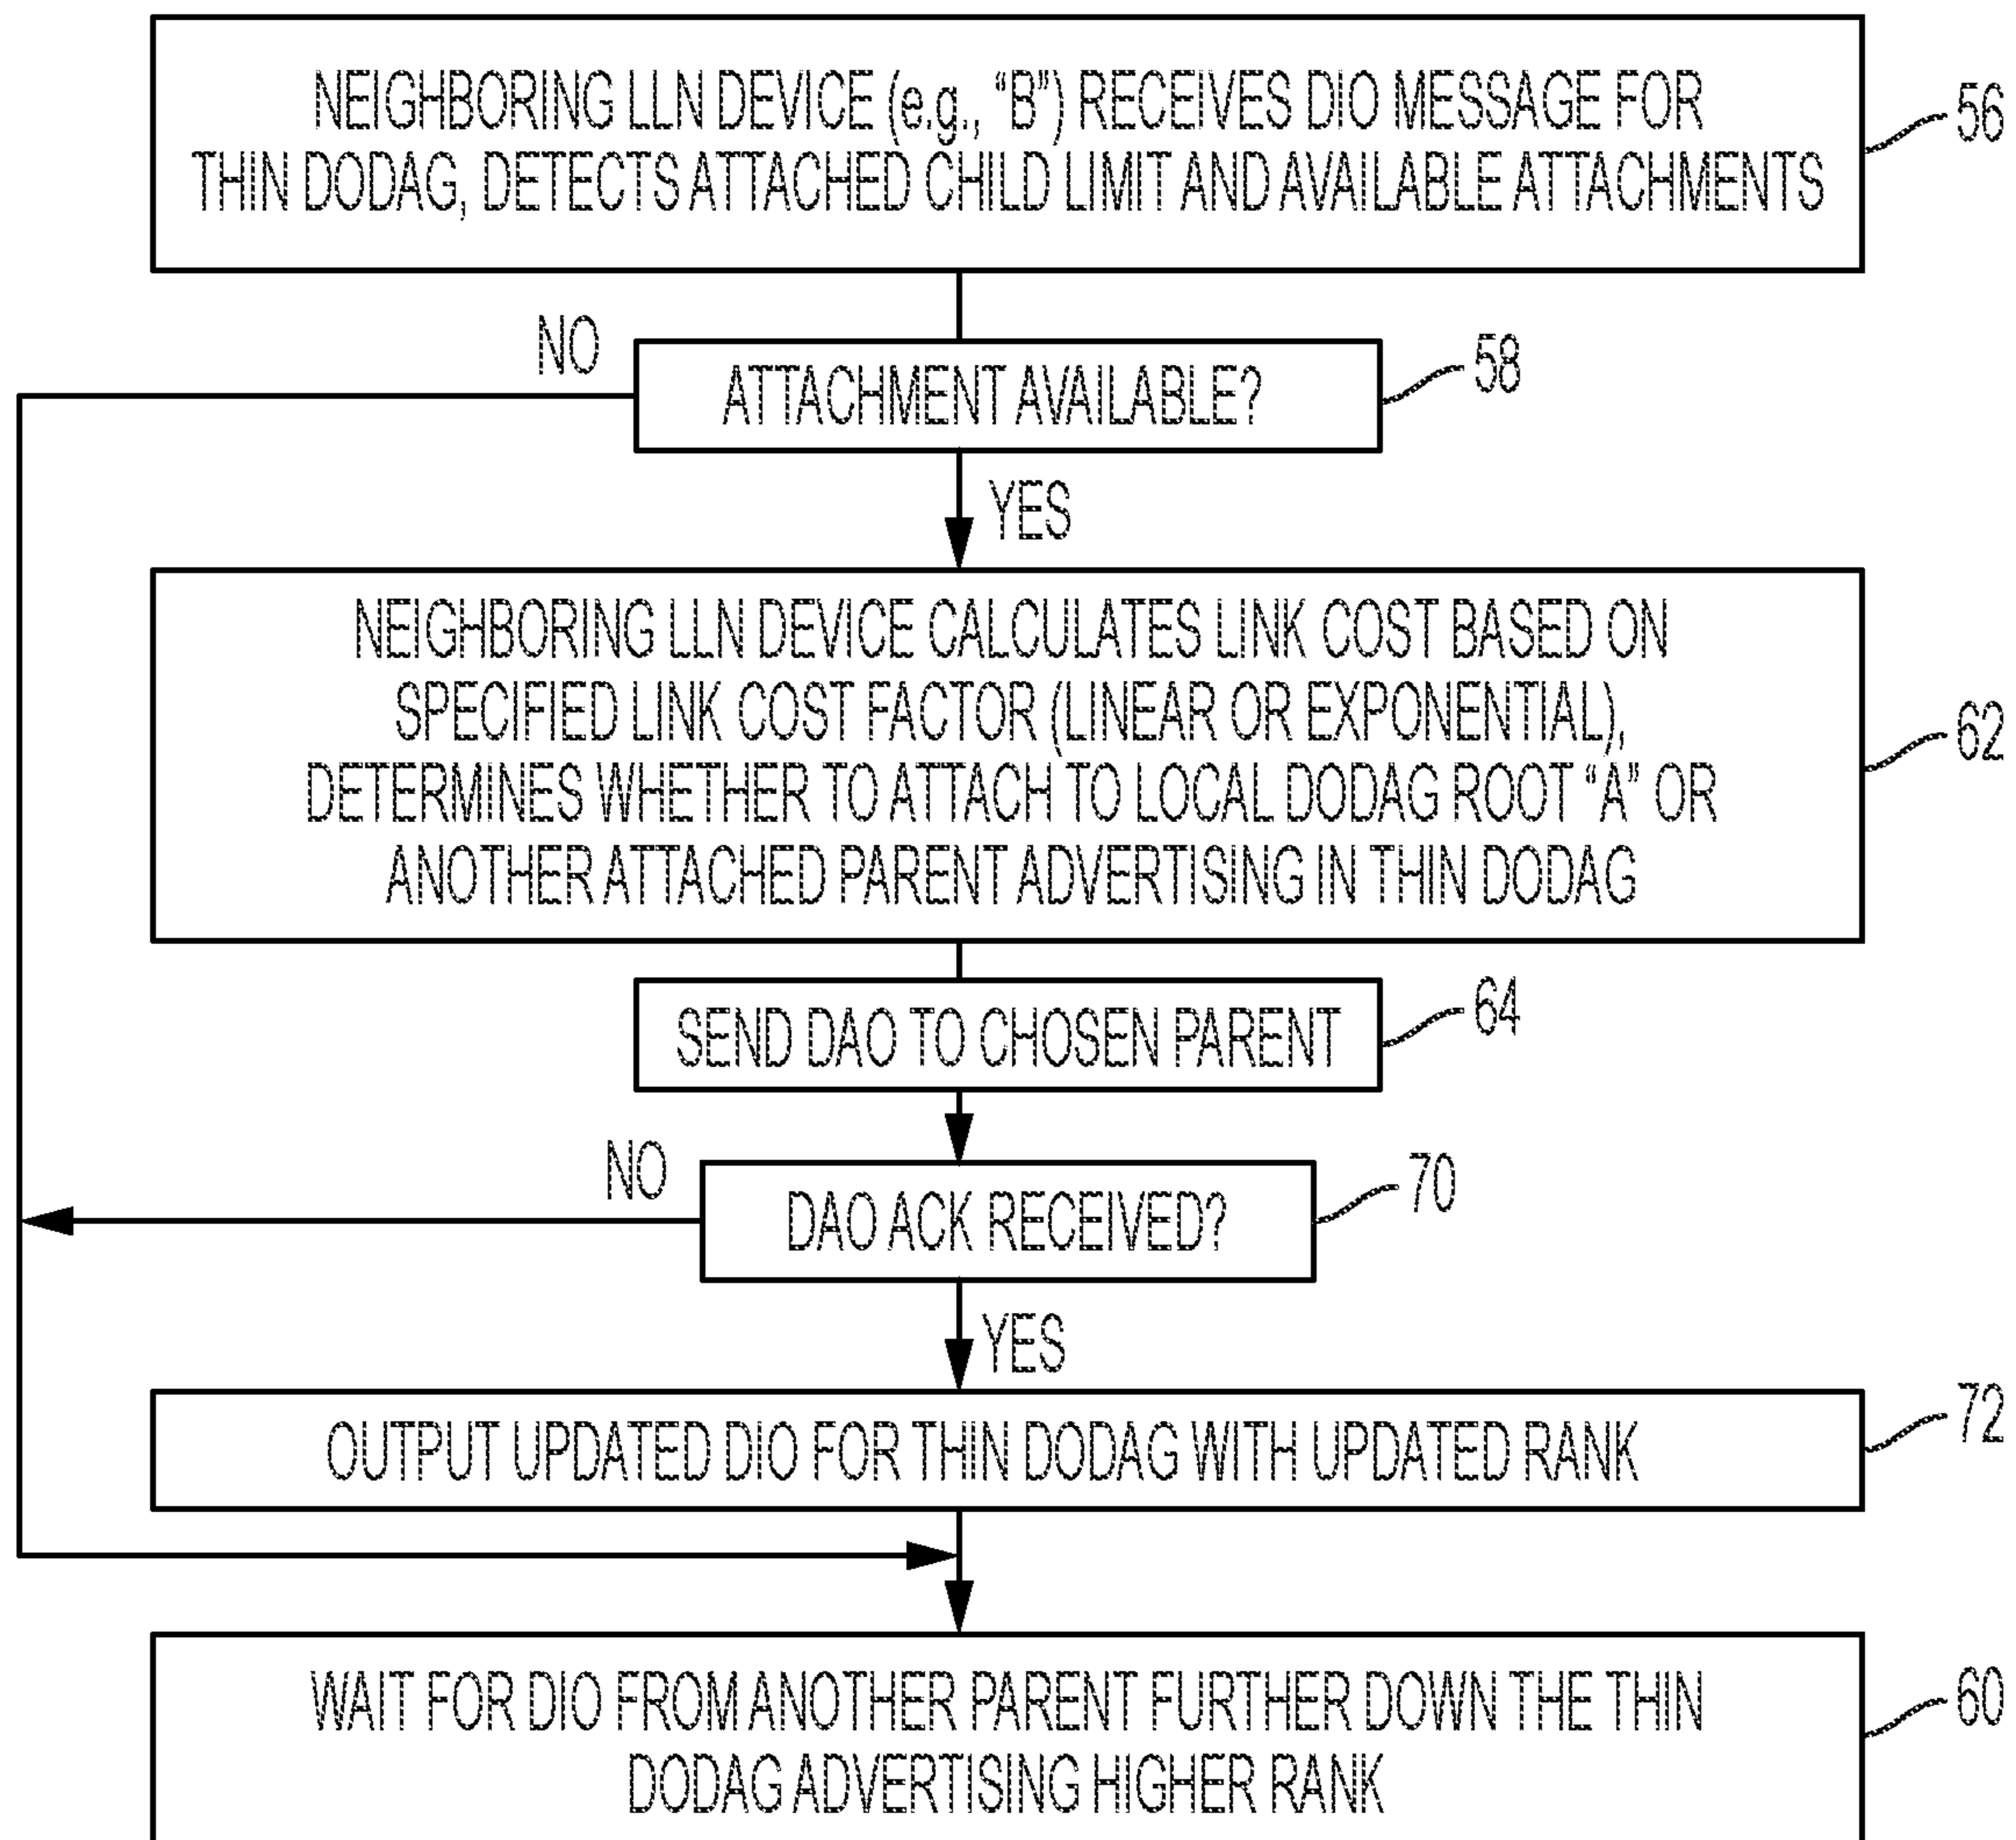 NEIGHBORING LLN DEVICE (e.g., “B”) RECEIVES DIO MESSAGE FOR
THIN DODAG, DETECTS ATTACHED CHILD LIMIT AND AVAILABLE ATTACHMENTS
56
NO
ATTACHMENT AVAILABLE?
58
YES
NEIGHBORING LLN DEVICE CALCULATES LINK COST BASED ON
SPECIFIED LINK COST FACTOR (LINEAR OR EXPONENTIAL),
DETERMINES WHETHER TO ATTACH TO LOCAL DODAG ROOT “A” OR
ANOTHER ATTACHED PARENT ADVERTISING IN THIN DODAG
62
SEND DAO TO CHOSEN PARENT
64
NO
DAO ACK RECEIVED?
70
YES
OUTPUT UPDATED DIO FOR THIN DODAG WITH UPDATED RANK
72
WAIT FOR DIO FROM ANOTHER PARENT FURTHER DOWN THE THIN
DODAG ADVERTISING HIGHER RANK
60